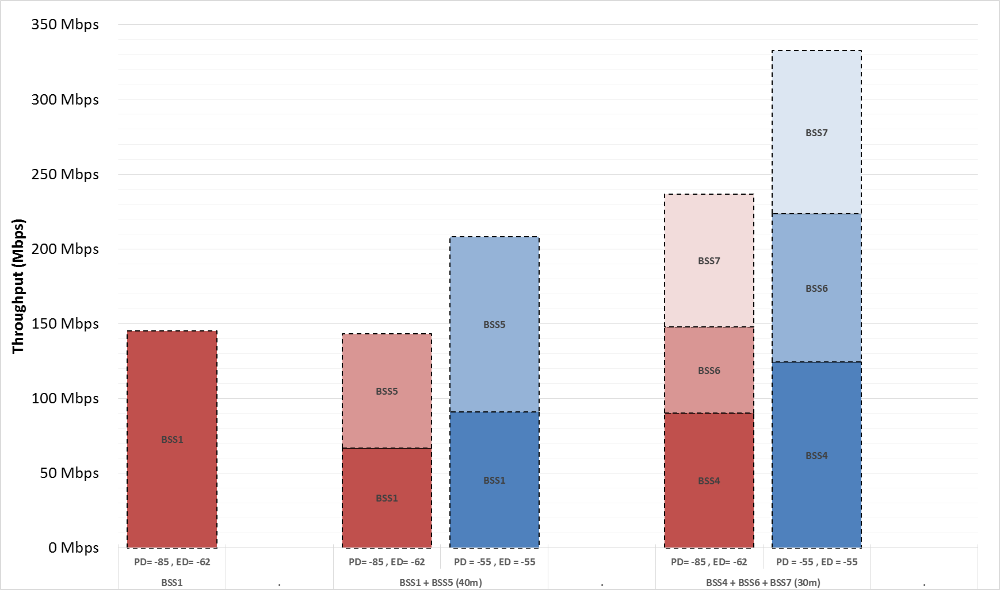 350 Mbps
300 Mbps
250 Mbps
200 Mbps
150 Mbps
100 Mbps
50 Mbps
0 Mbps
Throughput (Mbps)
BSS1
BSS5
BSS1
BSS5
BSS1
BSS7
BSS6
BSS4
BSS7
BSS6
BSS4
PD= -85 , ED= -62
PD= -85 , ED= -62
PD = -55 , ED = -55
PD= -85 , ED= -62
PD = -55 , ED = -55
BSS1
.
BSS1 + BSS5 (40m)
.
BSS4 + BSS6 + BSS7 (30m)
.